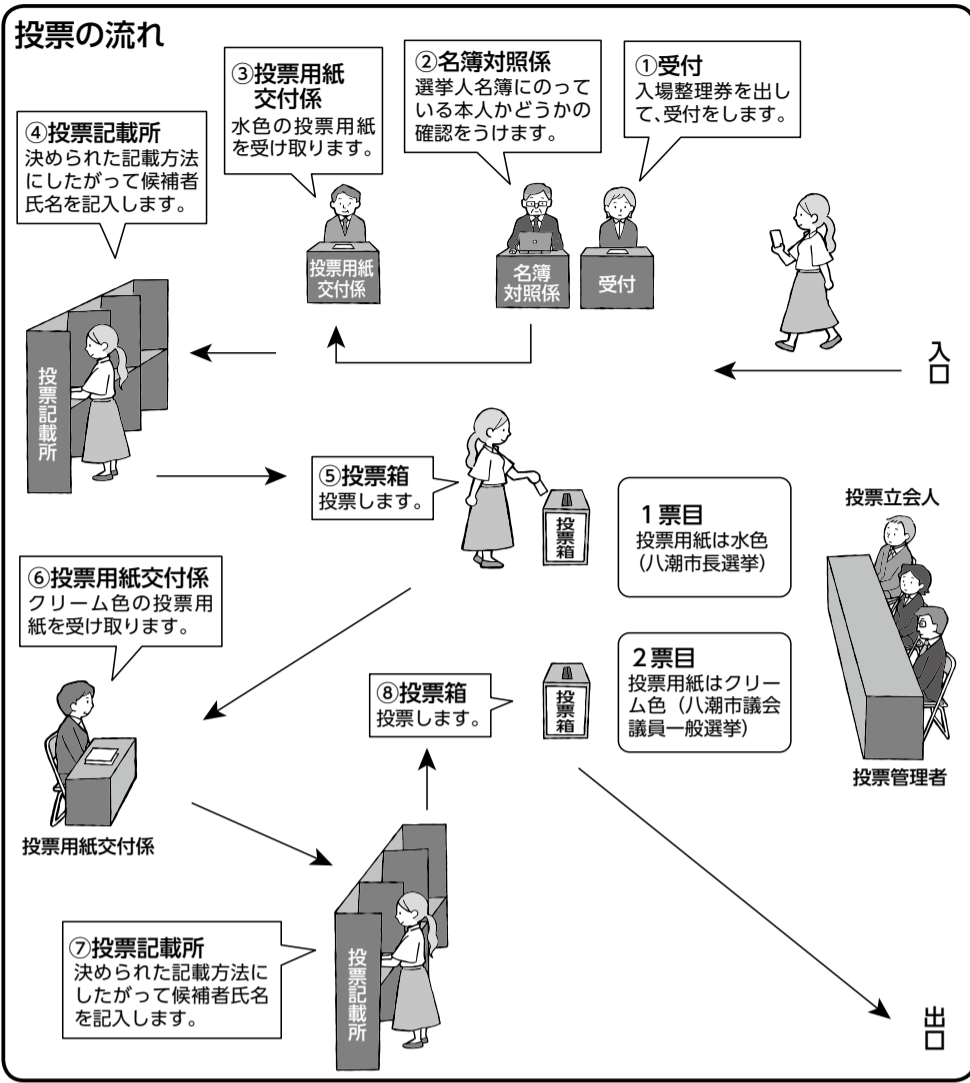 投票の流れ
①受付
入場整理券を出し
て、受付をします。
②名簿対照係
選挙人名簿にのって
いる本人かどうかの
確認をうけます。
③投票用紙
交付係
水色の投票用紙
を受け取ります。
④投票記載所
決められた記載方法
にしたがって候補者
氏名を記入します。
投票用紙
交付係
名簿
対照係
受付
入口
投票記載所
⑤投票箱
投票します。
投票箱
1票目
投票用紙は水色
(八潮市長選挙)
投票立会人
⑥投票用紙交付係
クリーム色の投票用
紙を受け取ります。
⑧投票箱
投票します。
投票箱
2票目
投票用紙はクリー
ム色(八潮市議会
議員一般選挙)
投票管理者
投票用紙交付係
⑦投票記載所
決められた記載方法に
したがって候補者氏名
を記入します。
投票記載所
出口